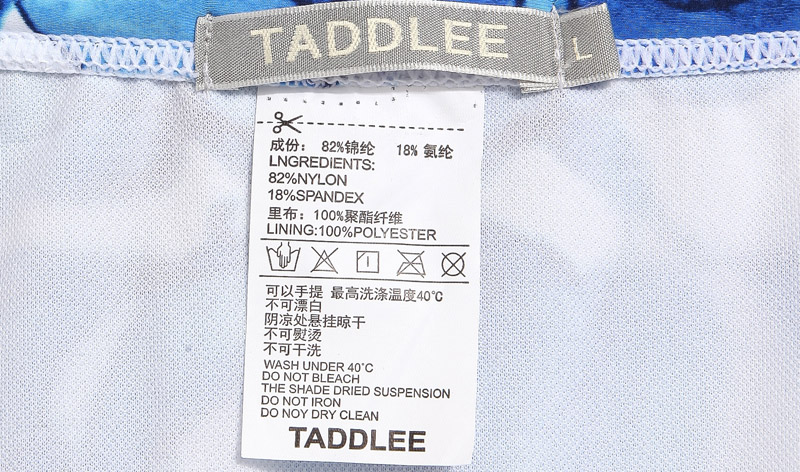 TADDLEE
L
成份： 82%锦纶 18% 氨纶
LNGREDIENTS:
82%NYLON
18%SPANDEX
里布：100%聚酯纤维
LINING:100%POLYESTER
可以手提 最高洗涤温度40℃
不可漂白
阴凉处悬挂晾干
不可熨烫
不可干洗
WASH UNDER 40°C
DO NOT BLEACH
THE SHADE DRIED SUSPENSION
DO NOT IRON
DO NOY DRY CLEAN
TADDLEE